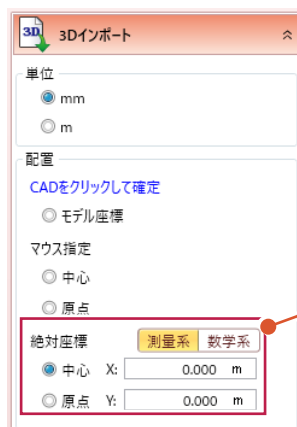 3D 3Dインポート
単位
mm
m
配置
CADをクリックして確定
モデル座標
マウス指定
中心
原点
絶対座標 測量系 数学系
中心 X: 0.000 m
原点 Y: 0.000 m